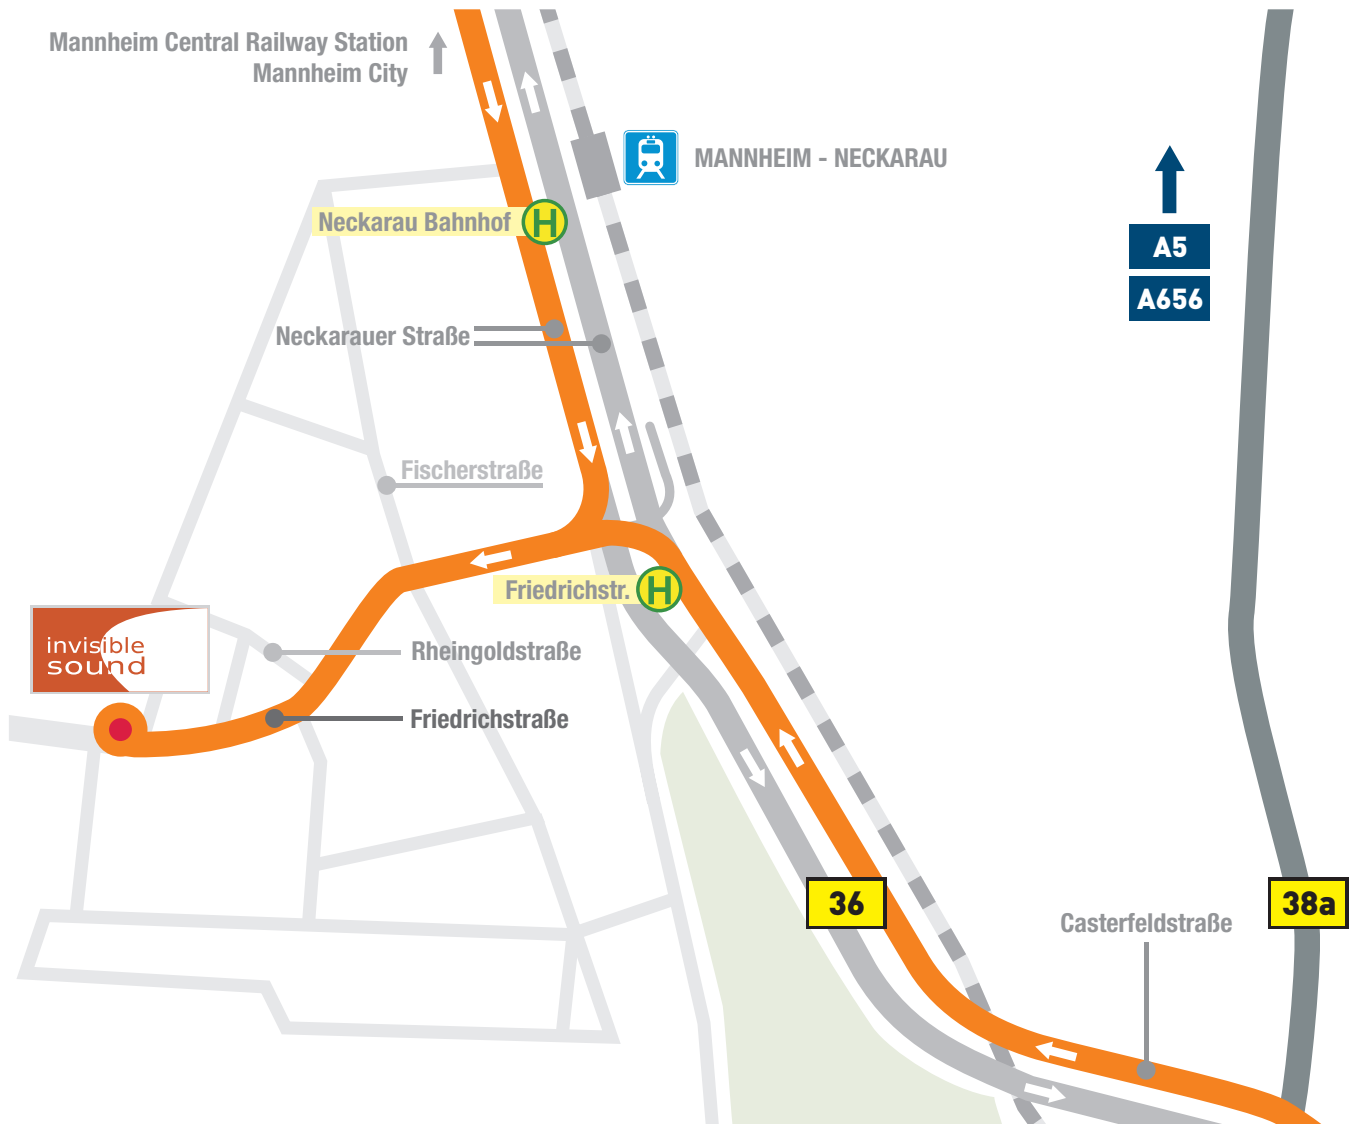 Mannheim Central Railway Station
Mannheim City
MANNHEIM - NECKARAU
Neckarau Bahnhof
H
A5
A656
Neckarauer Straße
Fischerstraße
Friedrichstr.
H
invisible
sound
Rheingoldstraße
Friedrichstraße
36
38a
Casterfeldstraße